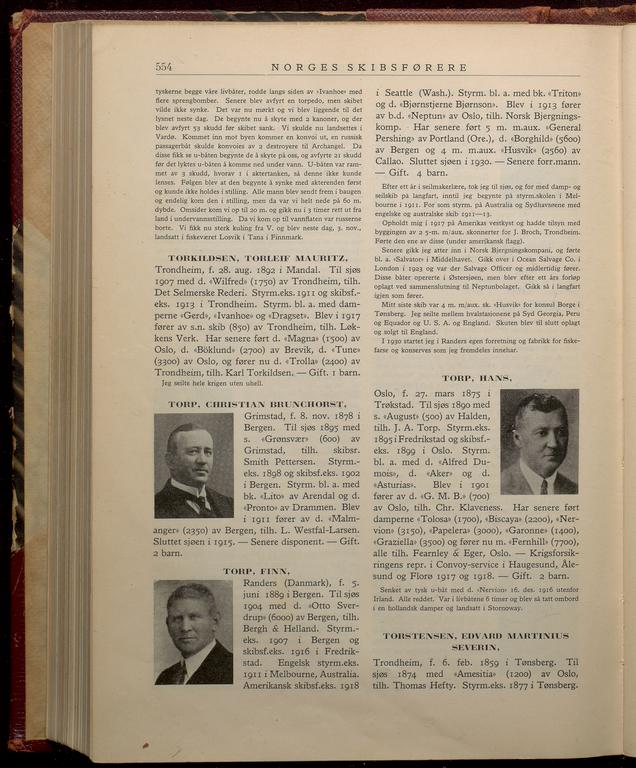 554
NORGES SKIBSFØRERE
tyskerne begge våre livbåter, rodde langs siden av »Ivanhoe» med
flere sprengbomber. Senere blev avfyrt en torpedo, men skibet
vilde ikke synke. Det var nu mørkt og vi blev liggende til det
lysnet neste dag. De begynte nu å skyte med 2 kanoner, og der
blev avfyrt 53 skudd før skibet sank. Vi skulde nu landsettes i
Vardø. Kommet inn mot byen kommer en konvoi ut, en russisk
passagerbåt skulde konvoies av 2 destroyere til Archangel. Da
disse fikk se u-båten begynte de å skyte på oss, og avfyrte 21 skudd
før det lyktes u-båten å komme ned under vann. U-båten var ram-
met av 3 skudd, hvorav 1 i aktertanken, så denne ikke kunde
lenses. Følgen blev at den begynte å synke med akterenden først
og kunde ikke holdes i stilling. Alle mann blev sendt frem i baugen
og endelig kom den i stilling, men da var vi helt nede på 60 m.
dybde. Omsider kom vi op til 20 m. og gikk nu i 3 timer rett ut fra
land i undervannsstilling. Da vi kom op til vannflaten var russerne
borte. Vi fikk nu sterk kuling fra V. og blev neste dag, 3. nov.,
landsatt i fiskeværet Losvik i Tana i Finnmark.
TORKILDSEN, TORLEIF MAURITZ,
Trondheim, f. 28. aug. 1892 i Mandal. Til sjøs
1907 med d. «Wilfred» (1750) av Trondheim, tilh.
Det Selmerske Rederi. Styrm.eks. 1911 og skibsf.-
eks. 1913 i Trondheim. Styrm. bl. a. med dam-
perne «Gerd», «Ivanhoe» og «Dragset». Blev i 1917
fører av s.n. skib (850) av Trondheim, tilh. Løk-
kens Verk. Har senere ført d. «Magna» (1500) av
Oslo, d. «Böklund» (2700) av Brevik, d. «Tune»
(3300) av Oslo, og fører nu d. «Trolla» (2400) av
Trondheim, tilh. Karl Torkildsen. — Gift. 1 barn.
Jeg seilte hele krigen uten uhell.
TORP, CHRISTIAN BRUNCHORST,
Grimstad, f. 8. nov. 1878 i
Bergen. Til sjøs 1895 med
s. «Grønsvær» (600) av
Grimstad, tilh. skibsr.
Smith Pettersen. Styrm.-
eks. 1898 og skibsf.eks. 1902
i Bergen. Styrm. bl. a. med
bk. «Lito» av Arendal og d.
«Pronto» av Drammen. Blev
i 1911 fører av d. «Malm-
anger» (2350) av Bergen, tilh. L. Westfal-Larsen.
Sluttet sjøen i 1915. — Senere disponent. — Gift.
2 barn.
TORP, FINN,
Randers (Danmark), f. 5.
juni 1889 i Bergen. Til sjøs
1904 med d. «Otto Sver-
drup» (6000) av Bergen, tilh.
Bergh & Helland. Styrm.-
eks. 1907 i Bergen og
skibsf.eks. 1916 i Fredrik-
stad. Engelsk styrm.eks.
1911 i Melbourne, Australia.
Amerikansk skibsf.eks. 1918
i Seattle (Wash.). Styrm. bl. a. med bk. «Triton»
og d. «Bjørnstjerne Bjørnson». Blev i 1913 fører
av b.d. «Neptun» av Oslo, tilh. Norsk Bjergnings-
komp. Har senere ført 5 m. m.aux. «General
Pershing» av Portland (Ore.), d. «Borghild» (5600)
av Bergen og 4 m. m.aux. «Husvik» (2560) av
Callao. Sluttet sjøen i 1930. — Senere forr.mann.
— Gift. 4 barn.
Efter ett år i seilmakerlære, tok jeg til sjøs, og for med damp- og
seilskib på langfart, inntil jeg begynte på styrm.skolen i Mel-
bourne i 1911. For som styrm. på Australia og Sydhavsøene med
engelske og australske skib 1911—13.
Opholdt mig i 1917 på Amerikas vestkyst og hadde tilsyn med
byggingen av 2 5-m. m/aux. skonnerter for J. Broch, Trondheim.
Førte den ene av disse (under amerikansk flagg).
Senere gikk jeg atter inn i Norsk Bjergningskompani, og førte
bl. a. «Salvator» i Middelhavet. Gikk over i Ocean Salvage Co. i
London i 1923 og var der Salvage Officer og midlertidig fører.
Disse båter opererte i Østersjøen, men blev efter ett års forløp
oplagt ved sammenslutning til Neptunbolaget. Gikk så i langfart
igjen som fører.
Mitt siste skib var 4 m. m/aux. sk. «Husvik» for konsul Borge i
Tønsberg. Jeg seilte mellem hvalstasjonene på Syd Georgia, Peru
og Equador og U. S. A. og England. Skuten blev til slutt oplagt
og solgt til England.
I 1930 startet jeg i Randers egen forretning og fabrikk for fiske-
farse og konserves som jeg fremdeles innehar.
TORP, HANS,
Oslo, f. 27. mars 1875 i
Trøkstad. Til sjøs 1890 med
s. «August» (500) av Halden,
tilh. J. A. Torp. Styrm.eks.
1895 i Fredrikstad og skibsf.-
eks. 1899 i Oslo. Styrm.
bl. a. med d. «Alfred Du-
mois», d. «Aker» og d.
«Asturias». Blev i 1901
fører av d. «G. M. B.» (700)
av Oslo, tilh. Chr. Klaveness. Har senere ført
damperne «Tolosa» (1700), «Biscaya» (2200), «Ner-
vion» (3150), «Papelera» (3000), «Garonne» (1400),
«Graziella» (3500) og fører nu m. «Fernhill» (7700),
alle tilh. Fearnley & Eger, Oslo. — Krigsforsik-
ringens repr. i Convoy-service i Haugesund, Åle-
sund og Florø 1917 og 1918. — Gift. 2 barn.
Senket av tysk u-båt med d. «Nervion» 16. des. 1916 utenfor
Irland. Alle reddet. Var i livbåtene 6 timer og blev så tatt ombord
i en hollandsk damper og landsatt i Stornoway.
TORSTENSEN, EDVARD MARTINIUS
SEVERIN,
Trondheim, f. 6. feb. 1859 i Tønsberg. Til
sjøs 1874 med «Amesitia» (1200) av Oslo,
tilh. Thomas Hefty. Styrm.eks. 1877 i Tønsberg.